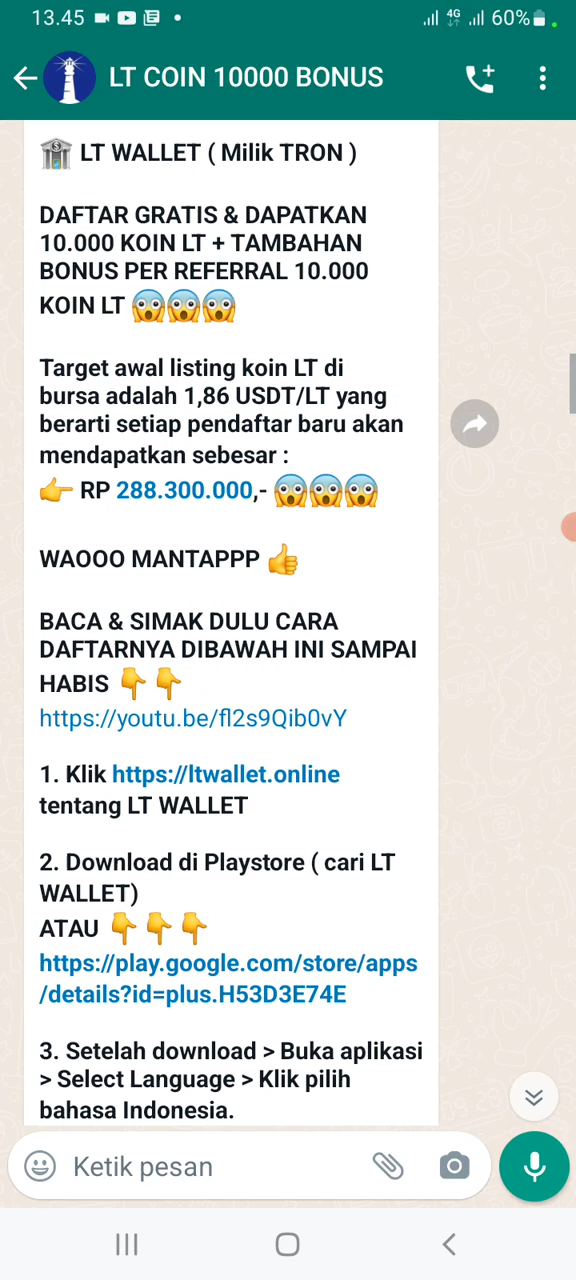 13.45
4G
60%
LT COIN 10000 BONUS
LT WALLET ( Milik TRON )
DAFTAR GRATIS & DAPATKAN
10.000 KOIN LT + TAMBAHAN
BONUS PER REFERRAL 10.000
KOIN LT 😱😱😱
Target awal listing koin LT di
bursa adalah 1,86 USDT/LT yang
berarti setiap pendaftar baru akan
mendapatkan sebesar :
👉 RP 288.300.000,- 😱😱😱
WAOOO MANTAPPP 👍
BACA & SIMAK DULU CARA
DAFTARNYA DIBAWAH INI SAMPAI
HABIS 👇👇
https://youtu.be/fl2s9Qib0vY
1. Klik https://ltwallet.online
tentang LT WALLET
2. Download di Playstore ( cari LT
WALLET)
ATAU 👇👇👇
https://play.google.com/store/apps
/details?id=plus.H53D3E74E
3. Setelah download > Buka aplikasi
> Select Language > Klik pilih
bahasa Indonesia.
Ketik pesan